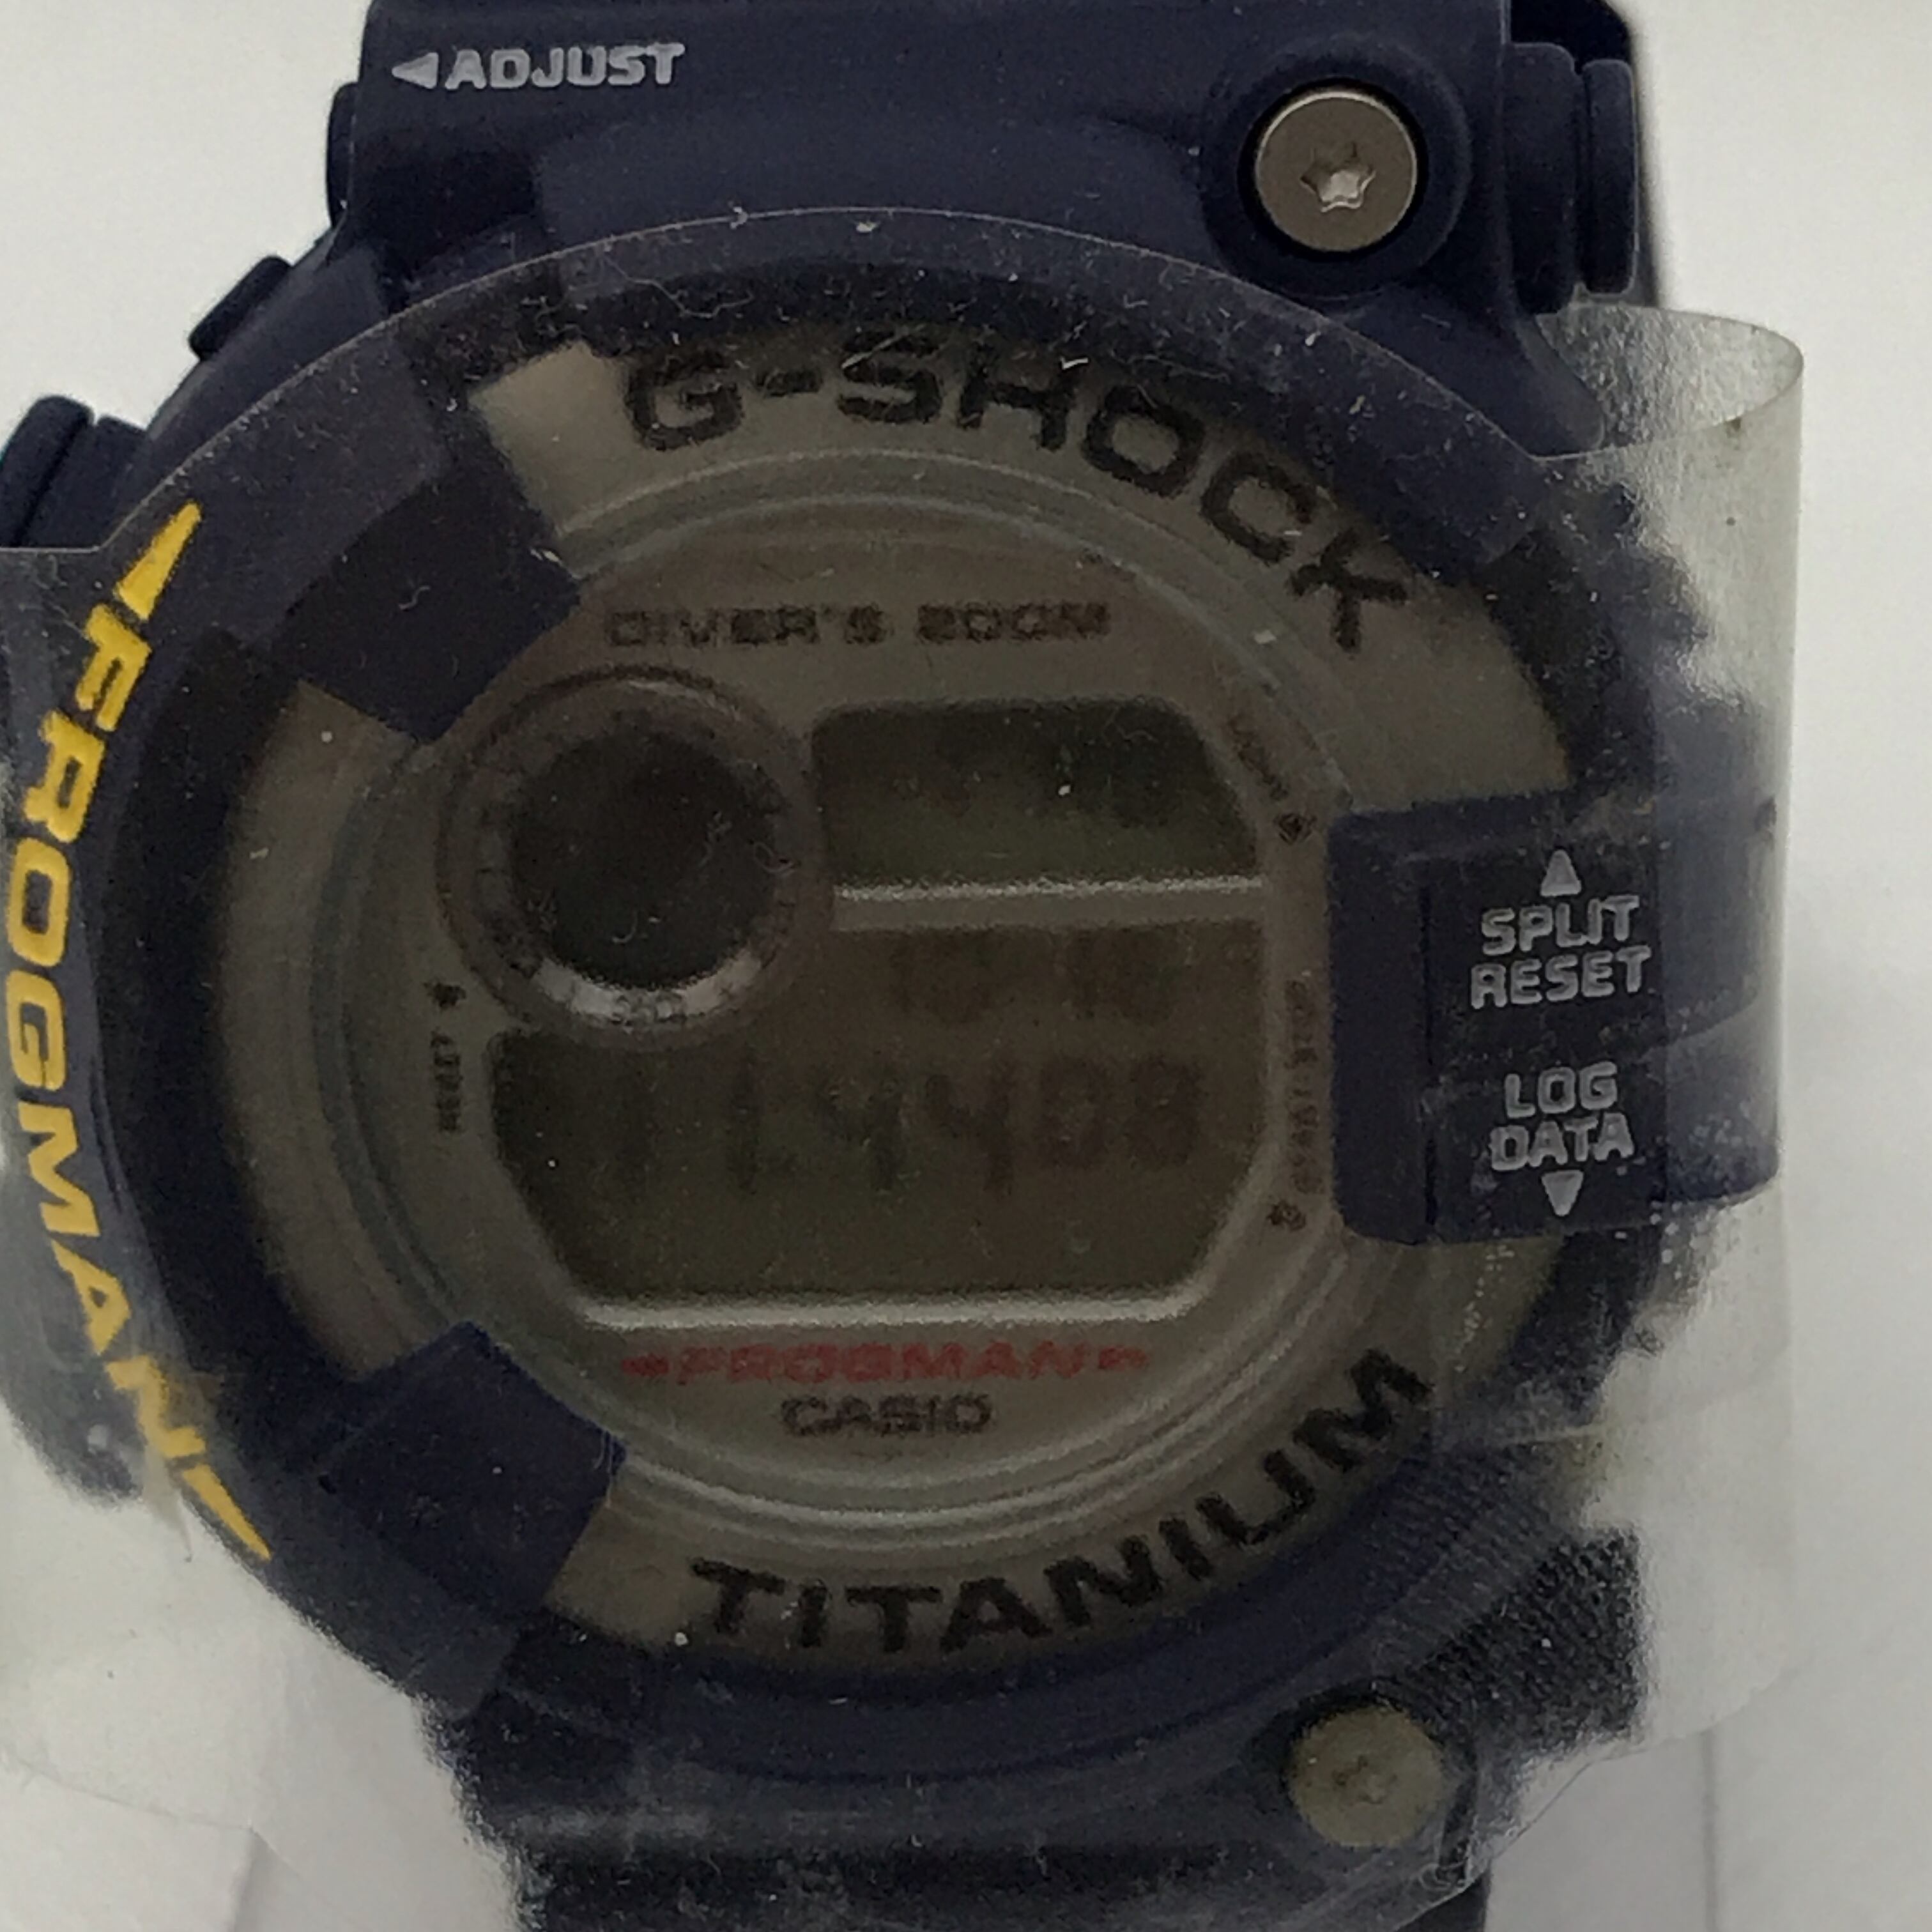 ◀ADJUST
G-SHOCK
DIVER'S 200M
◀FROGMAN▶
▲
SPLIT
RESET
LOG
DATA
▼
◀FROGMAN▶
CASIO
TITANIUM